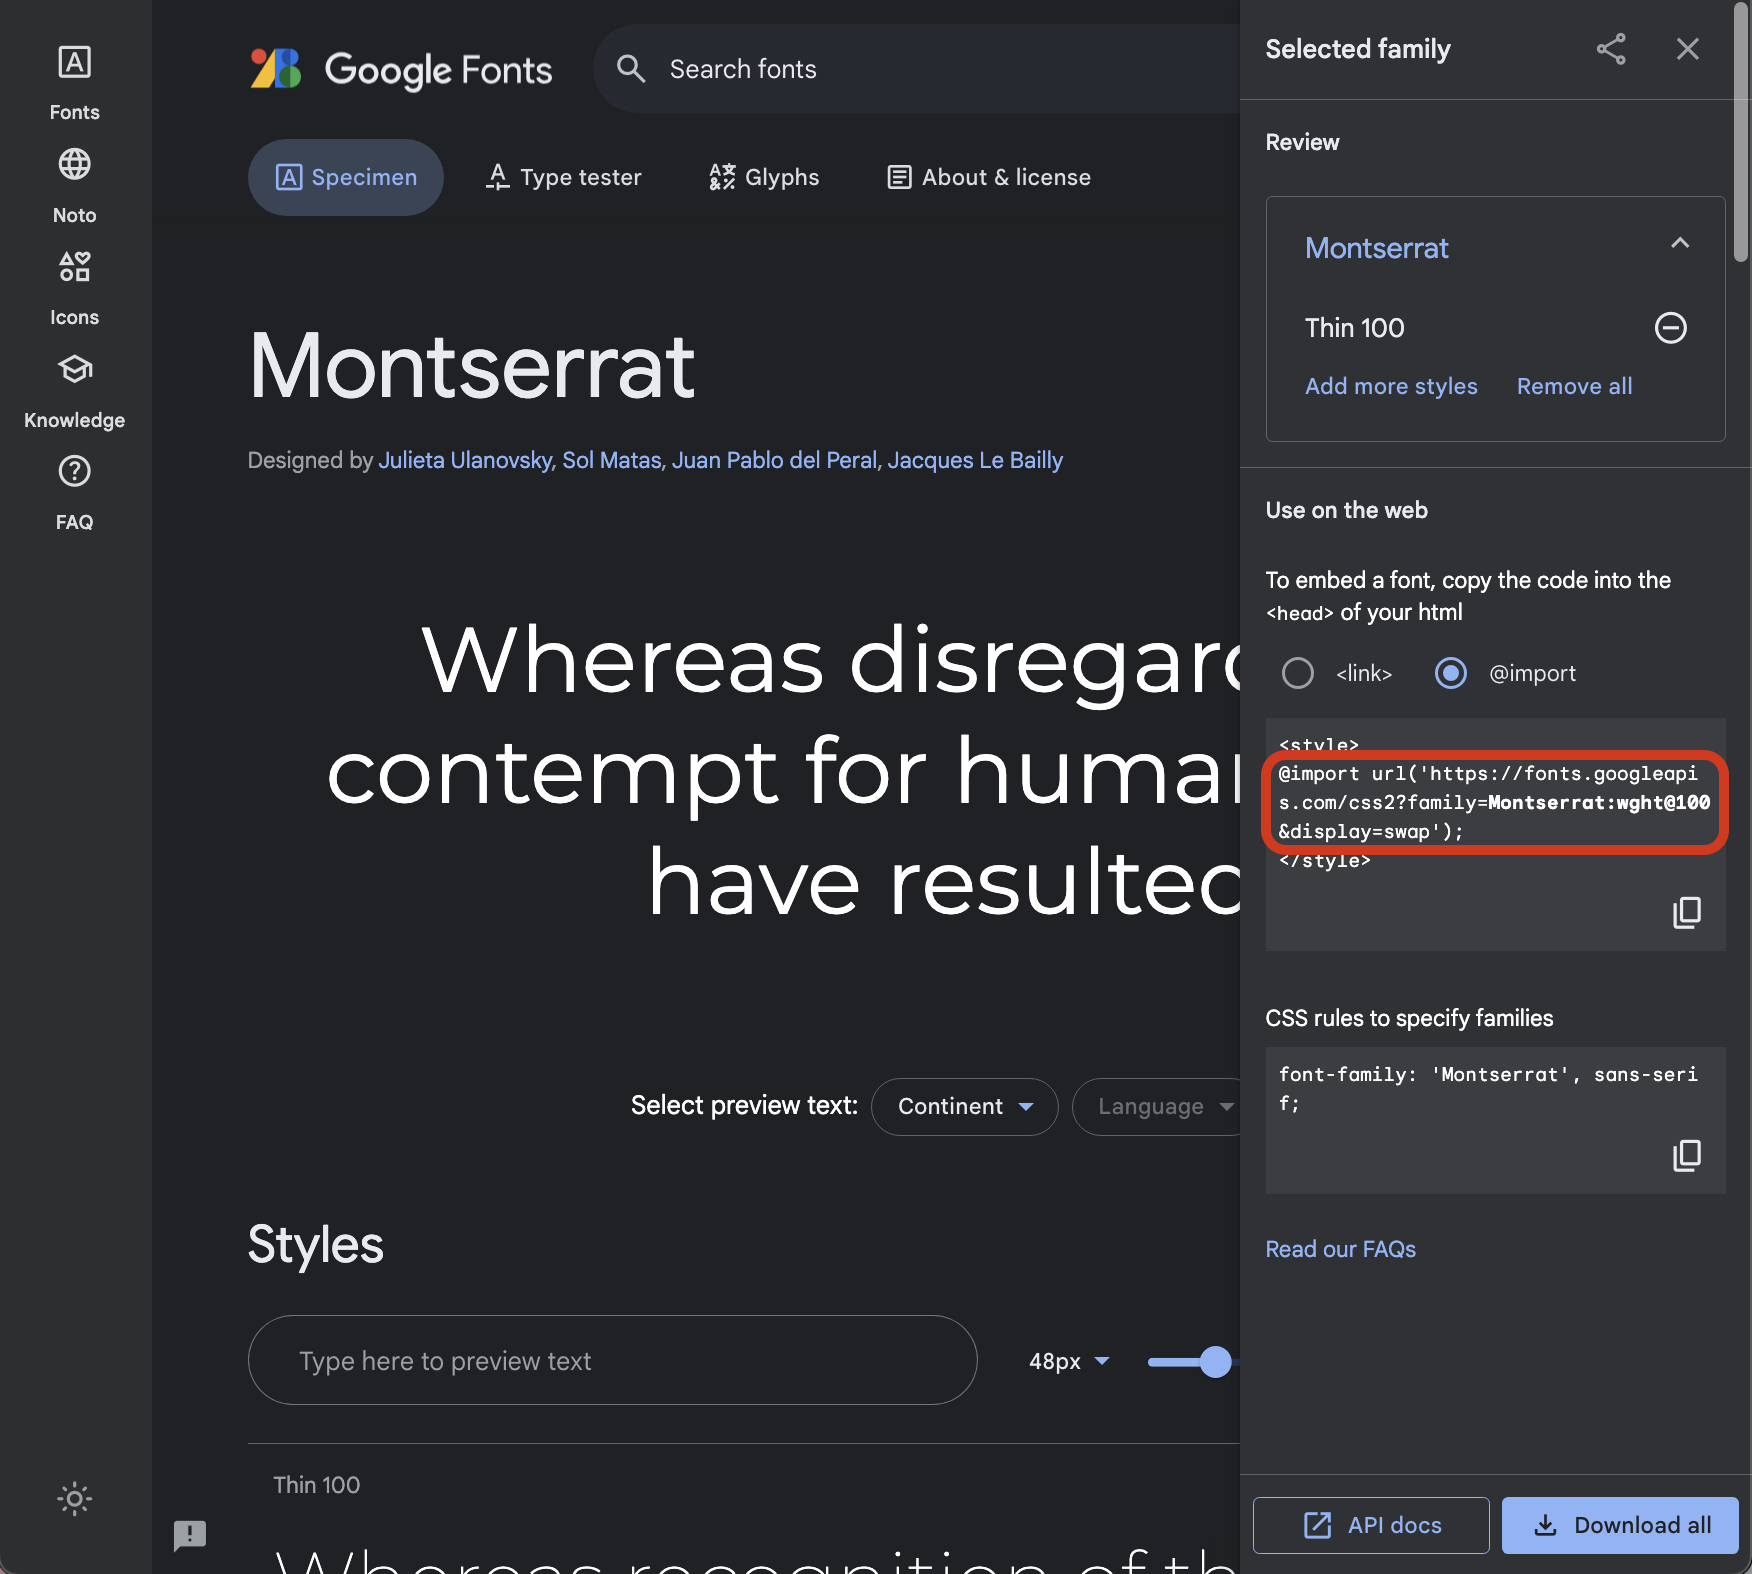 Fonts
Noto
Icons
Knowledge
FAQ
Google Fonts
Search fonts
Specimen
Type tester
Glyphs
About & license
Montserrat
Designed by Julieta Ulanovsky, Sol Matas, Juan Pablo del Peral, Jacques Le Bailly
Whereas disregard
contempt for human
have resulted
Select preview text:
Continent
Language
Styles
Type here to preview text
48px
Thin 100
Whereas recognition of th
Selected family
Review
Montserrat
Thin 100
Add more styles
Remove all
Use on the web
To embed a font, copy the code into the
<head> of your html
<link>
@import
<style>
@import url('https://fonts.googleapi
s.com/css2?family=Montserrat:wght@100
&display=swap');
</style>
CSS rules to specify families
font-family: 'Montserrat', sans-seri
f;
Read our FAQs
API docs
Download all